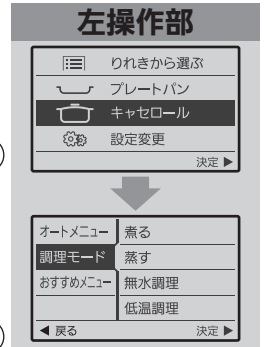 左操作部
りれきから選ぶ
プレートパン
キャセロール
設定変更
決定 ▶
オートメニュー 煮る
調理モード 蒸す
おすすめメニュー 無水調理
低温調理
◀ 戻る 決定 ▶